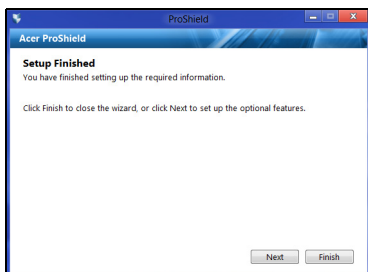 ProShield
Acer ProShield
Setup Finished
You have finished setting up the required information.
Click Finish to close the wizard, or click Next to set up the optional features.
Next
Finish